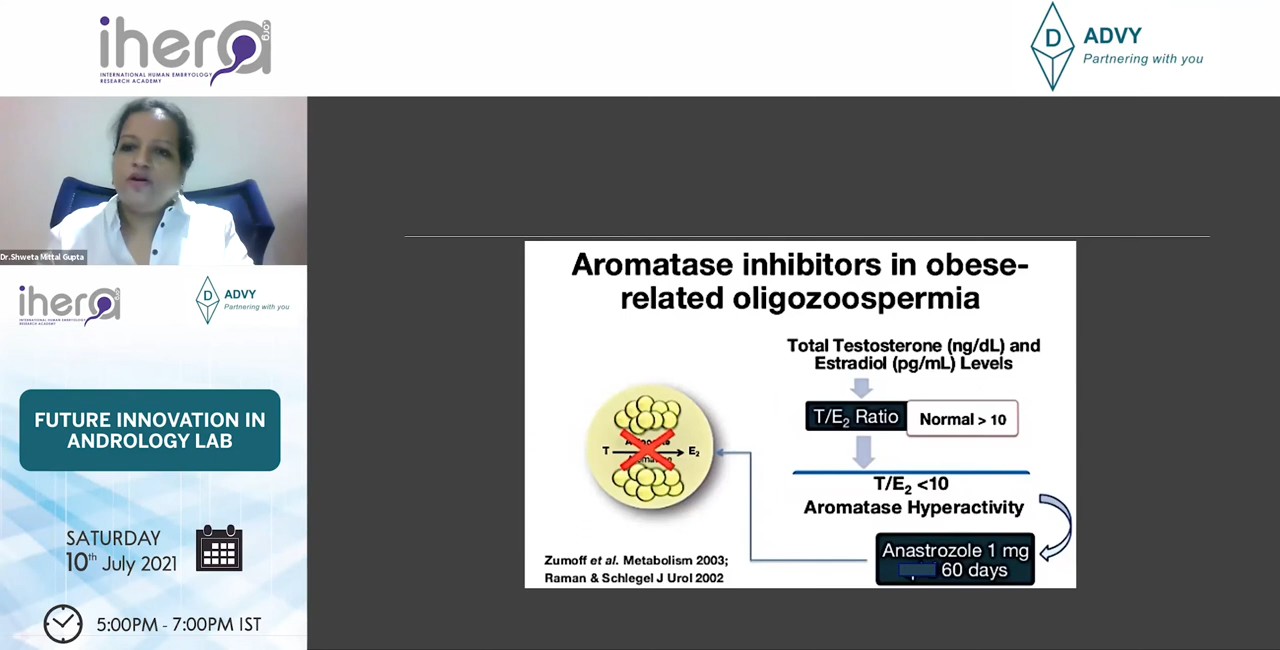 ihera.org
INTERNATIONAL HUMAN EMBRYOLOGY
RESEARCH ACADEMY
D
ADVY
Partnering with you
Dr.Shweta Mittal Gupta
ihera.org
INTERNATIONAL HUMAN EMBRYOLOGY
RESEARCH ACADEMY
D
ADVY
Partnering with you
FUTURE INNOVATION IN
ANDROLOGY LAB
SATURDAY
10th July 2021
5:00PM - 7:00PM IST
Aromatase inhibitors in obese-
related oligozoospermia
Total Testosterone (ng/dL) and
Estradiol (pg/mL) Levels
T/E2 Ratio
Normal > 10
T/E2 <10
Aromatase Hyperactivity
Anastrozole 1 mg
60 days
T
E2
Zumoff et al. Metabolism 2003;
Raman & Schlegel J Urol 2002